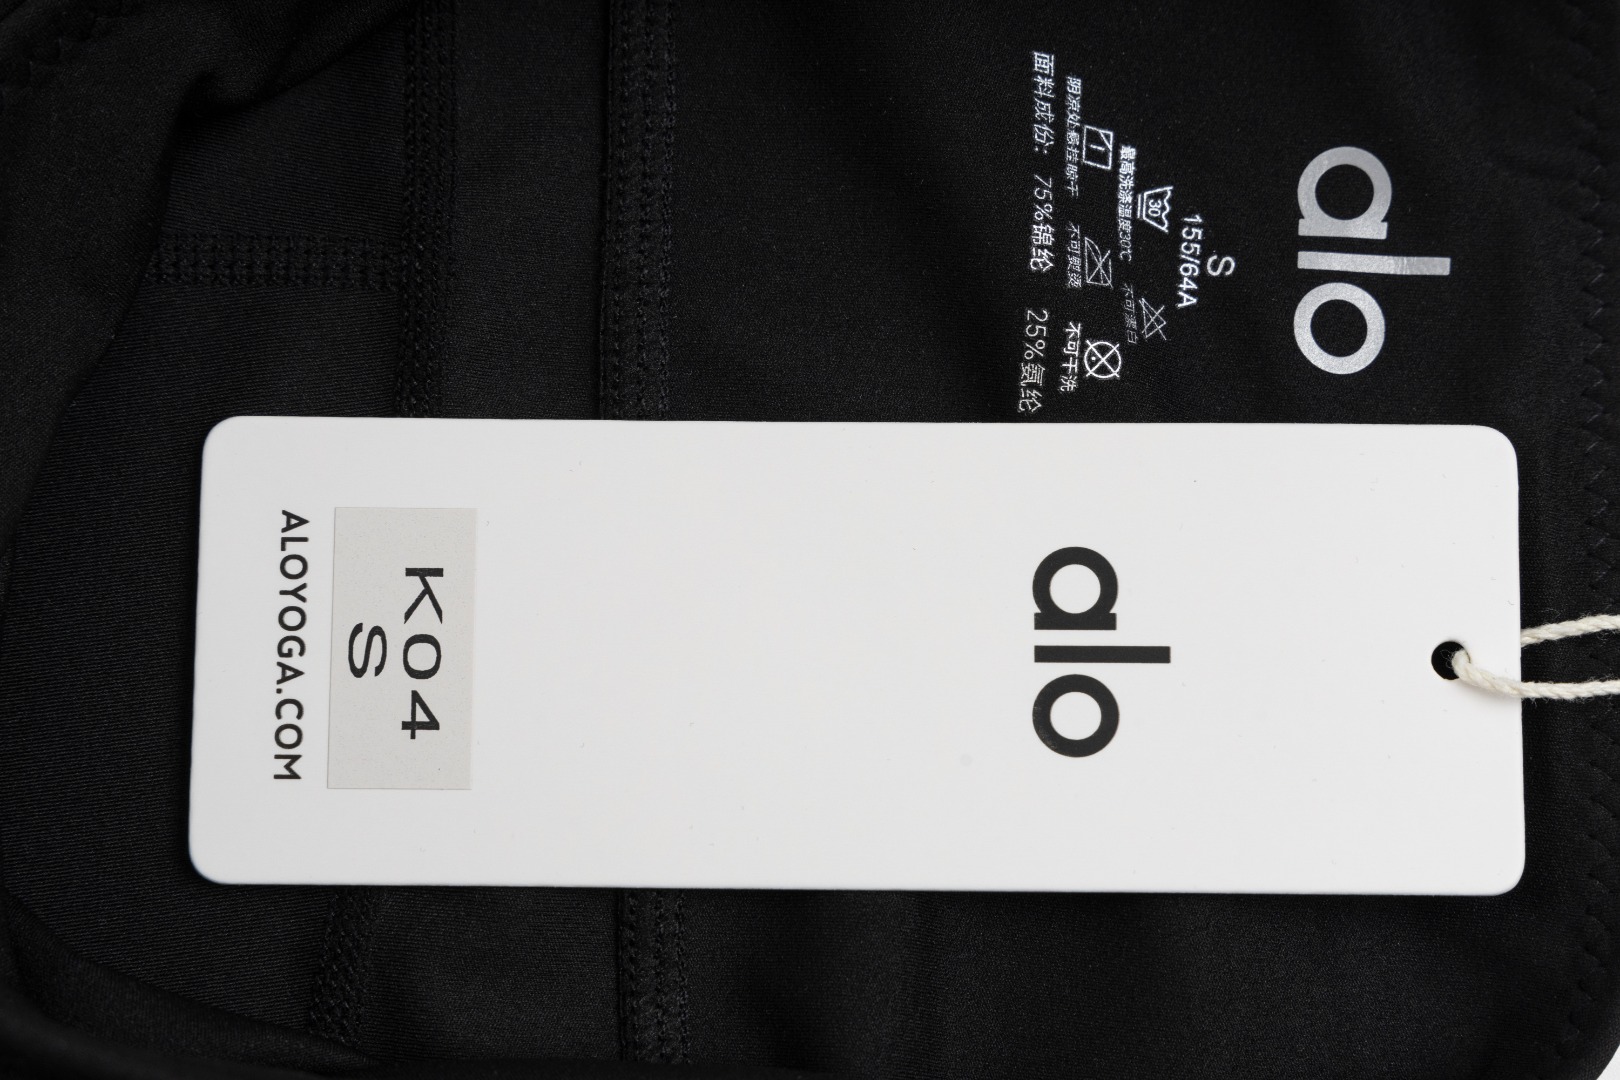 alo
S
155/64A
30
最高洗涤温度30℃
不可漂白
阴凉处悬挂晾干
不可熨烫
不可干洗
面料成份: 75%锦纶 25%氨纶
alo
K04
S
ALOYOGA.COM